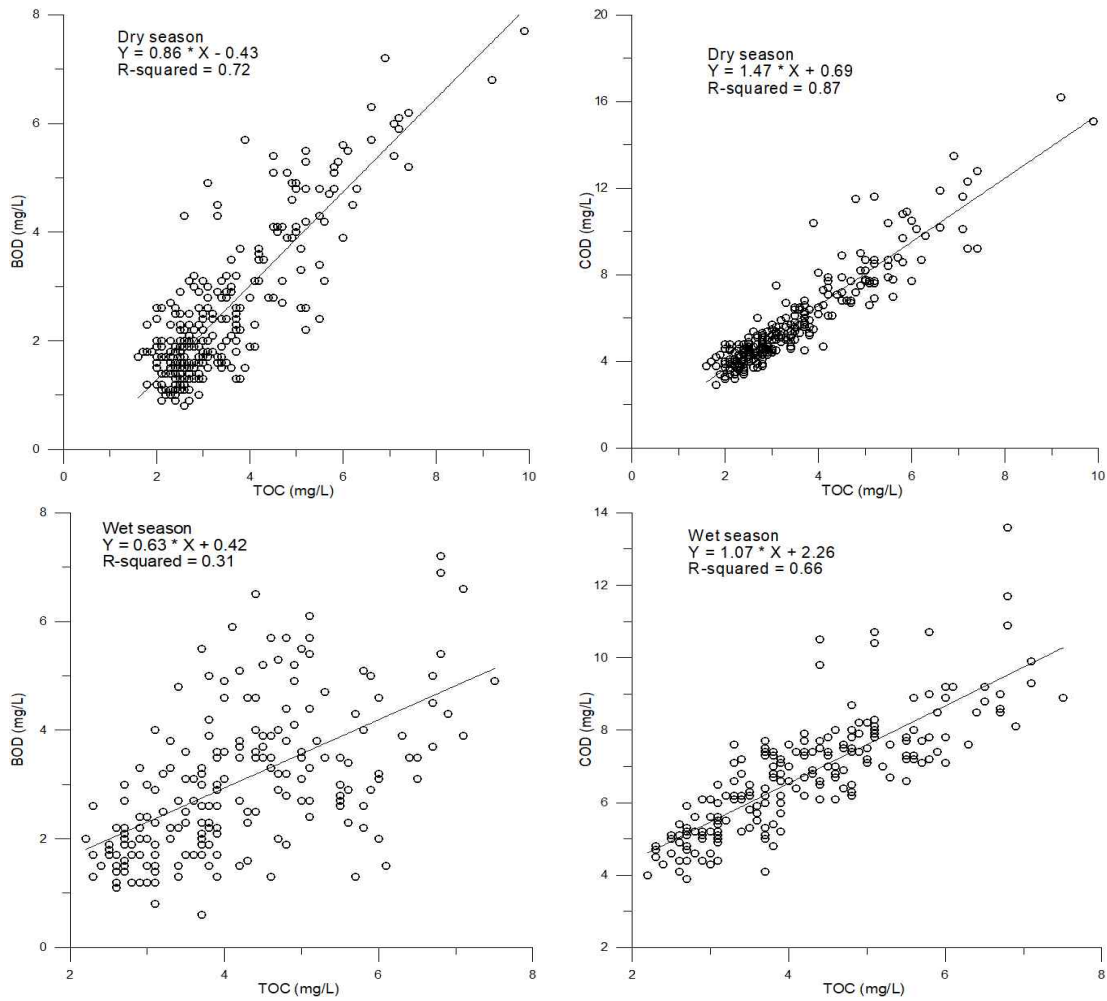 8
6
4
2
0
BOD (mg/L)
Dry season
Y = 0.86 * X - 0.43
R-squared = 0.72
0
2
4
6
8
10
TOC (mg/L)
20
16
12
8
4
0
COD (mg/L)
Dry season
Y = 1.47 * X + 0.69
R-squared = 0.87
0
2
4
6
8
10
TOC (mg/L)
8
6
4
2
0
BOD (mg/L)
Wet season
Y = 0.63 * X + 0.42
R-squared = 0.31
2
4
6
8
TOC (mg/L)
14
12
10
8
6
4
2
COD (mg/L)
Wet season
Y = 1.07 * X + 2.26
R-squared = 0.66
2
4
6
8
TOC (mg/L)